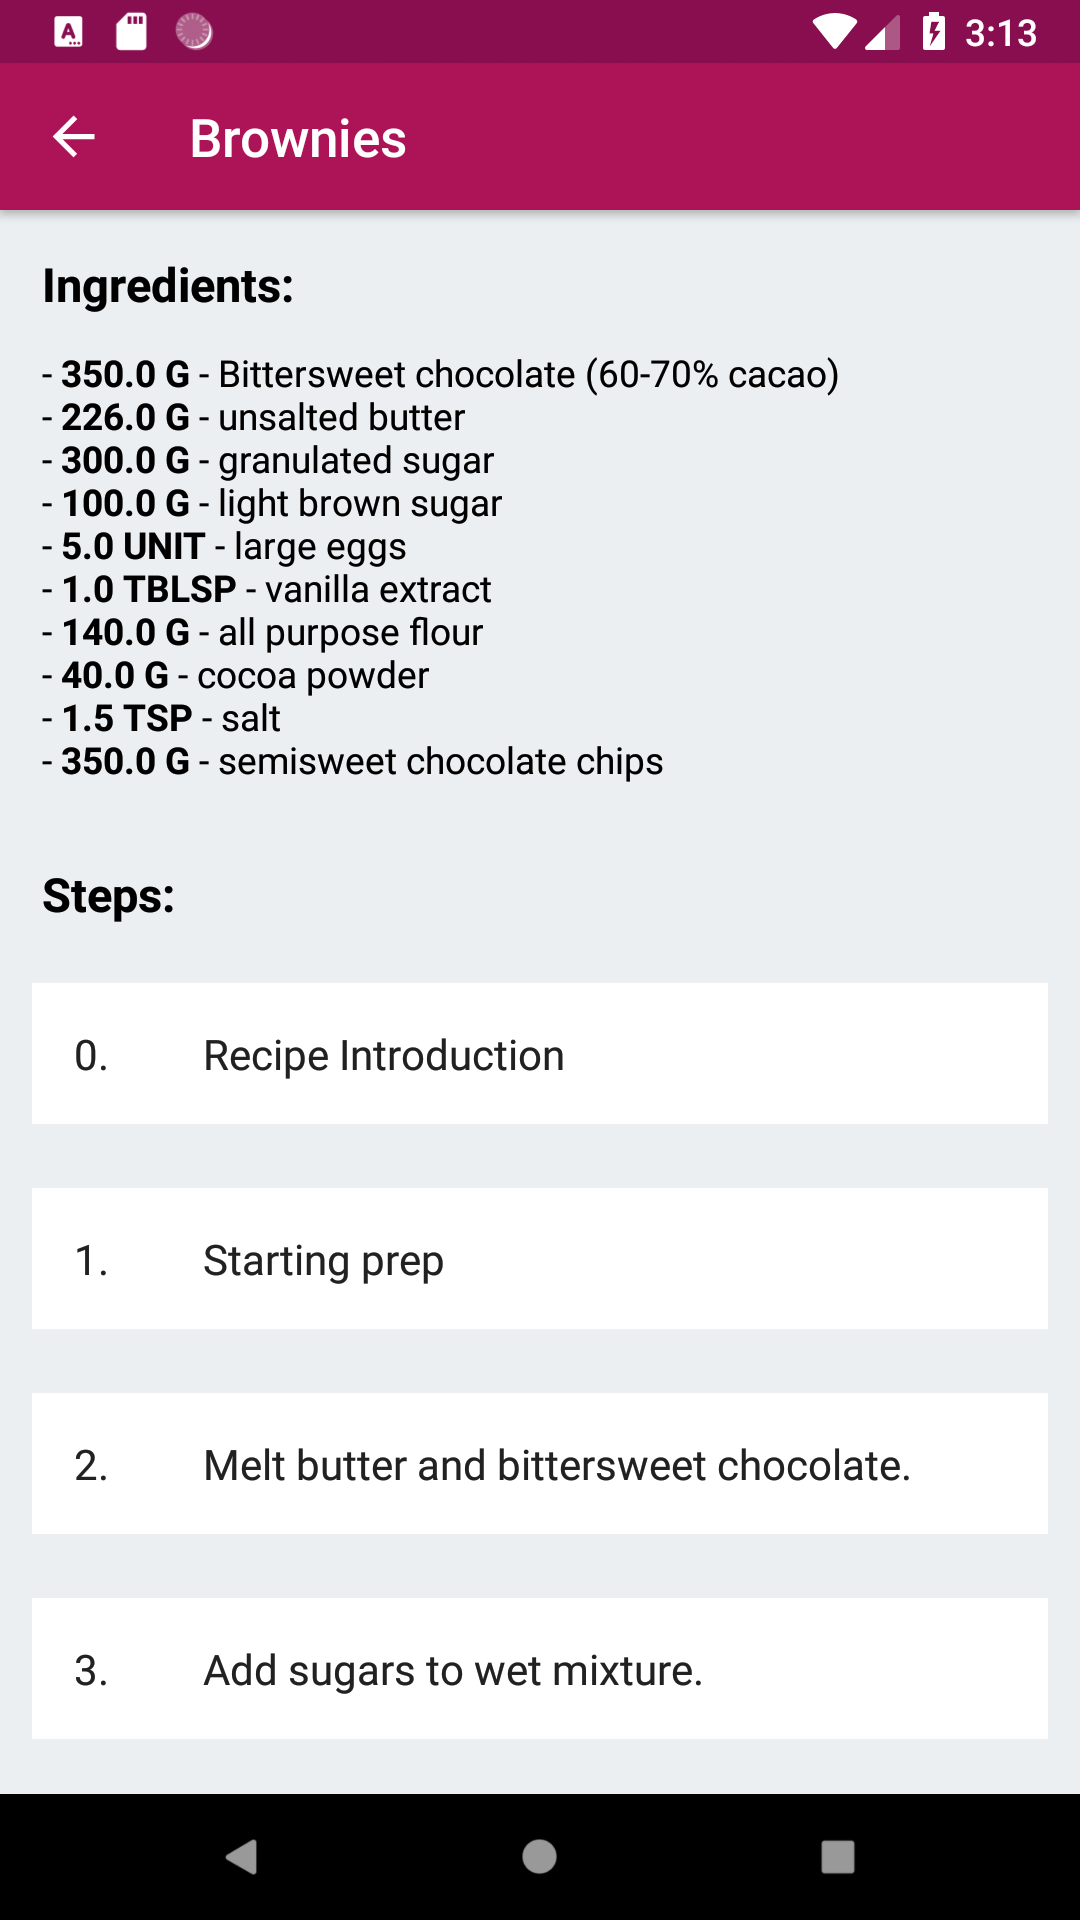 A
3:13
Brownies
Ingredients:
- 350.0 G - Bittersweet chocolate (60-70% cacao)
- 226.0 G - unsalted butter
- 300.0 G - granulated sugar
- 100.0 G - light brown sugar
- 5.0 UNIT - large eggs
- 1.0 TBLSP - vanilla extract
- 140.0 G - all purpose flour
- 40.0 G - cocoa powder
- 1.5 TSP - salt
- 350.0 G - semisweet chocolate chips
Steps:
0. Recipe Introduction
1. Starting prep
2. Melt butter and bittersweet chocolate.
3. Add sugars to wet mixture.